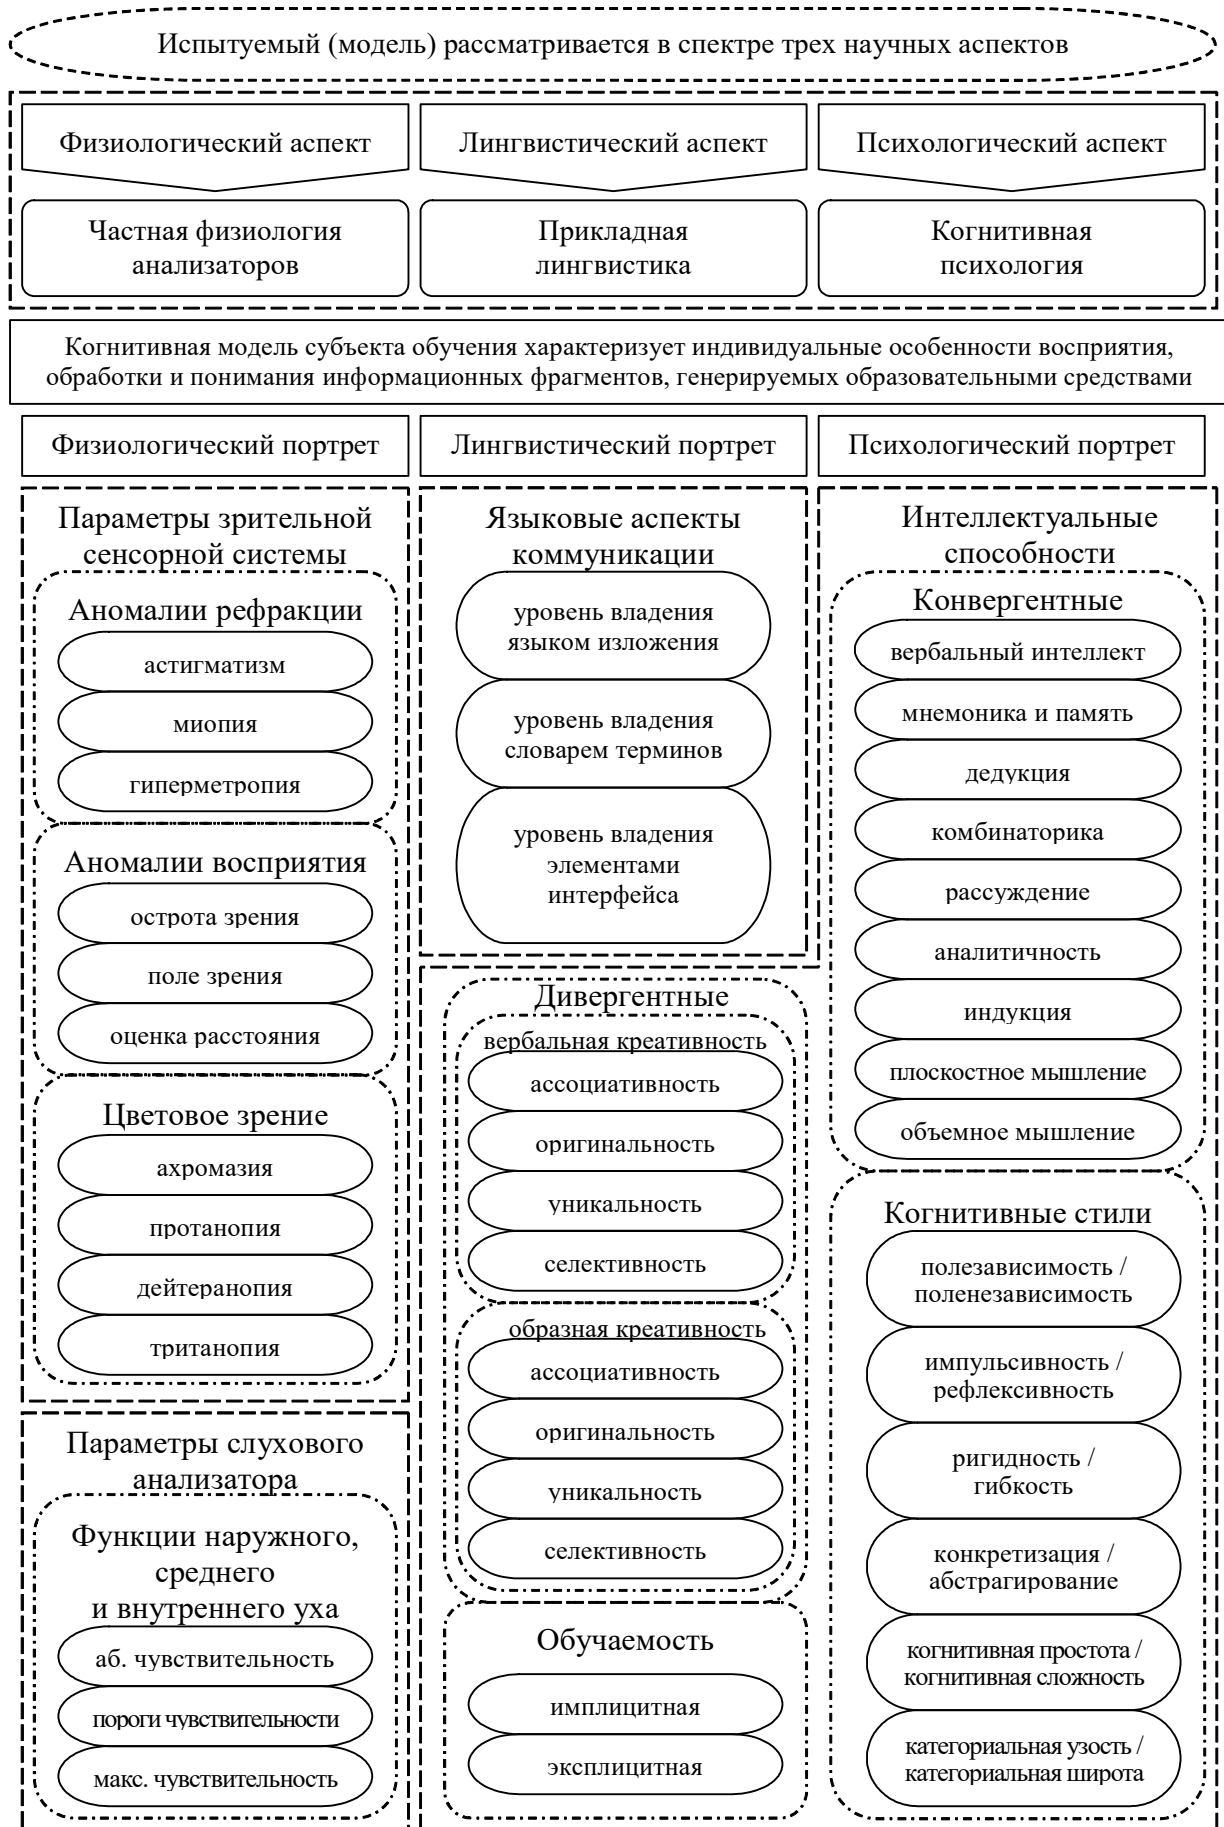 Испытуемый (модель) рассматривается в спектре трех научных аспектов
Физиологический аспект
Лингвистический аспект
Психологический аспект
Частная физиология
анализаторов
Прикладная
лингвистика
Когнитивная
психология
Когнитивная модель субъекта обучения характеризует индивидуальные особенности восприятия,
обработки и понимания информационных фрагментов, генерируемых образовательными средствами
Физиологический портрет
Лингвистический портрет
Психологический портрет
Параметры зрительной
сенсорной системы
Аномалии рефракции
астигматизм
миопия
гиперметропия
Аномалии восприятия
острота зрения
поле зрения
оценка расстояния
Цветовое зрение
ахромазия
протанопия
дейтеранопия
тританопия
Параметры слухового
анализатора
Функции наружного,
среднего
и внутреннего уха
аб. чувствительность
пороги чувствительности
макс. чувствительность
Языковые аспекты
коммуникации
уровень владения
языком изложения
уровень владения
словарем терминов
уровень владения
элементами
интерфейса
Интеллектуальные
способности
Конвергентные
вербальный интеллект
мнемоника и память
дедукция
комбинаторика
рассуждение
аналитичность
индукция
плоскостное мышление
объемное мышление
Дивергентные
вербальная креативность
ассоциативность
оригинальность
уникальность
селективность
образная креативность
ассоциативность
оригинальность
уникальность
селективность
Обучаемость
имплицитная
эксплицитная
Когнитивные стили
полезависимость /
поленезависимость
импульсивность /
рефлексивность
ригидность /
гибкость
конкретизация /
абстрагирование
когнитивная простота /
когнитивная сложность
категориальная узость /
категориальная широта